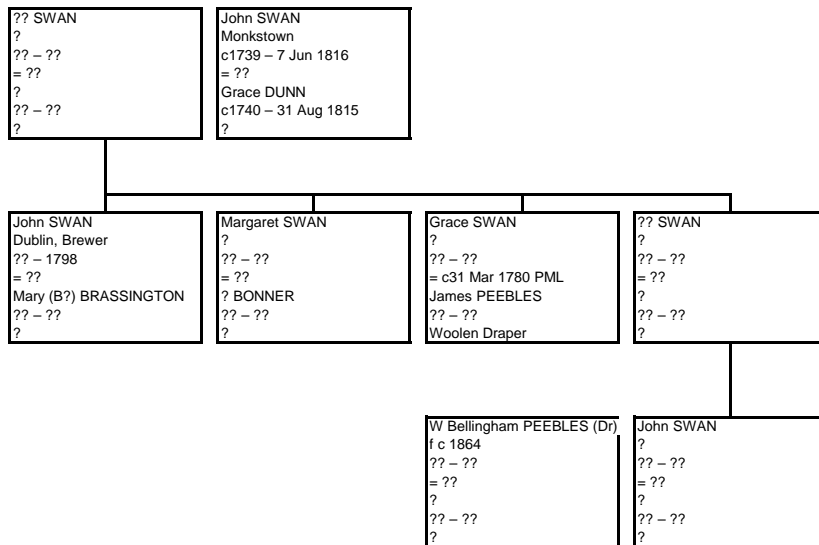 ?? SWAN
?
?? – ??
= ??
?
?? – ??
?
John SWAN
Monkstown
c1739 – 7 Jun 1816
= ??
Grace DUNN
c1740 – 31 Aug 1815
?
John SWAN
Dublin, Brewer
?? – 1798
= ??
Mary (B?) BRASSINGTON
?? – ??
?
Margaret SWAN
?
?? – ??
= ??
? BONNER
?? – ??
?
Grace SWAN
?
?? – ??
= c31 Mar 1780 PML
James PEEBLES
?? – ??
Woolen Draper
?? SWAN
?
?? – ??
= ??
?
?? – ??
?
W Bellingham PEEBLES (Dr)
f c 1864
?? – ??
= ??
?
?? – ??
?
John SWAN
?
?? – ??
= ??
?
?? – ??
?